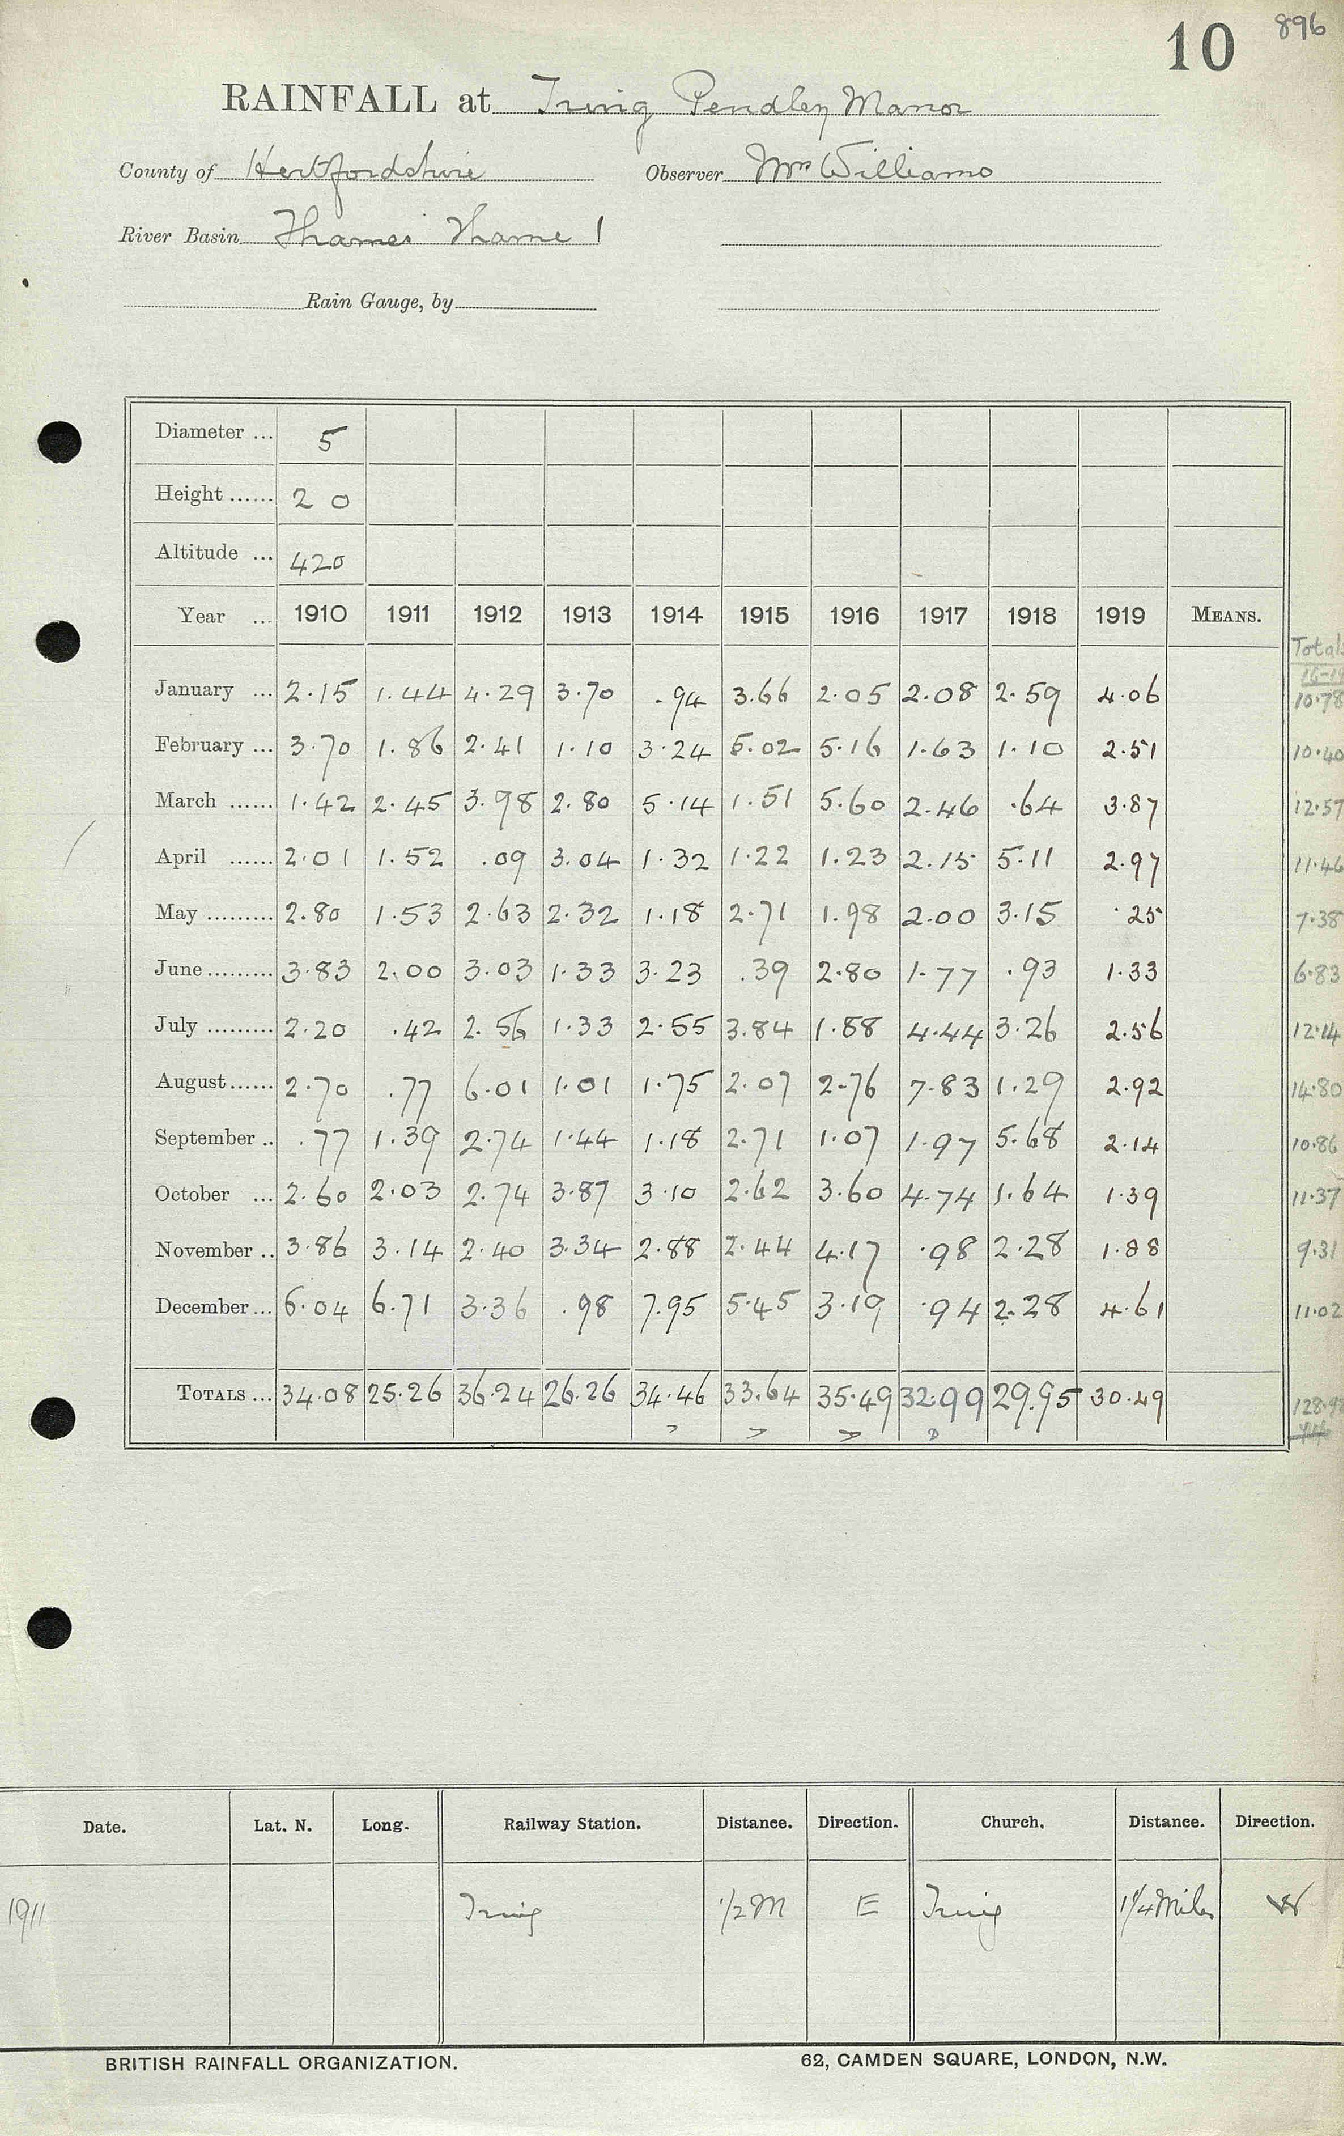 10 896
RAINFALL at Tring Pendley Manor
County of Hertfordshire Observer Mrs Williams
River Basin Thames Thame 1
Rain Gauge, by
Diameter ... 5
Height ...... 2 0
Altitude ... 420
Year ... 1910 1911 1912 1913 1914 1915 1916 1917 1918 1919 MEANS.
Total
16-19
January ... 2.15 1.44 4.29 3.70 .94 3.66 2.05 2.08 2.59 4.06 10.78
February ... 3.70 1.86 2.41 1.10 3.24 5.02 5.16 1.63 1.10 2.51 10.40
March ...... 1.42 2.45 3.98 2.80 5.14 1.51 5.60 2.46 .64 3.87 12.57
April ...... 2.01 1.52 .09 3.04 1.32 1.22 1.23 2.15 5.11 2.97 11.46
May ......... 2.80 1.53 2.63 2.32 1.18 2.71 1.98 2.00 3.15 .25 7.38
June ......... 3.83 2.00 3.03 1.33 3.23 .39 2.80 1.77 .93 1.33 6.83
July ......... 2.20 .42 2.56 1.33 2.55 3.84 1.88 4.44 3.26 2.56 12.14
August ...... 2.70 .77 6.01 1.01 1.75 2.07 2.76 7.83 1.29 2.92 14.80
September .. .77 1.39 2.74 1.44 1.18 2.71 1.07 1.97 5.68 2.14 10.86
October ... 2.60 2.03 2.74 3.87 3.10 2.62 3.60 4.74 1.64 1.39 11.37
November .. 3.86 3.14 2.40 3.34 2.88 2.44 4.17 .98 2.28 1.88 9.31
December ... 6.04 6.71 3.36 .98 7.95 5.45 3.19 .94 2.28 4.61 11.02
TOTALS ... 34.08 25.26 36.24 26.26 34.46 33.64 35.49 32.99 29.95 30.49
Date. Lat. N. Long. Railway Station. Distance. Direction. Church. Distance. Direction.
1911 Tring 1/2 M E Tring 1 1/4 Miles W
BRITISH RAINFALL ORGANIZATION. 62, CAMDEN SQUARE, LONDON, N.W.